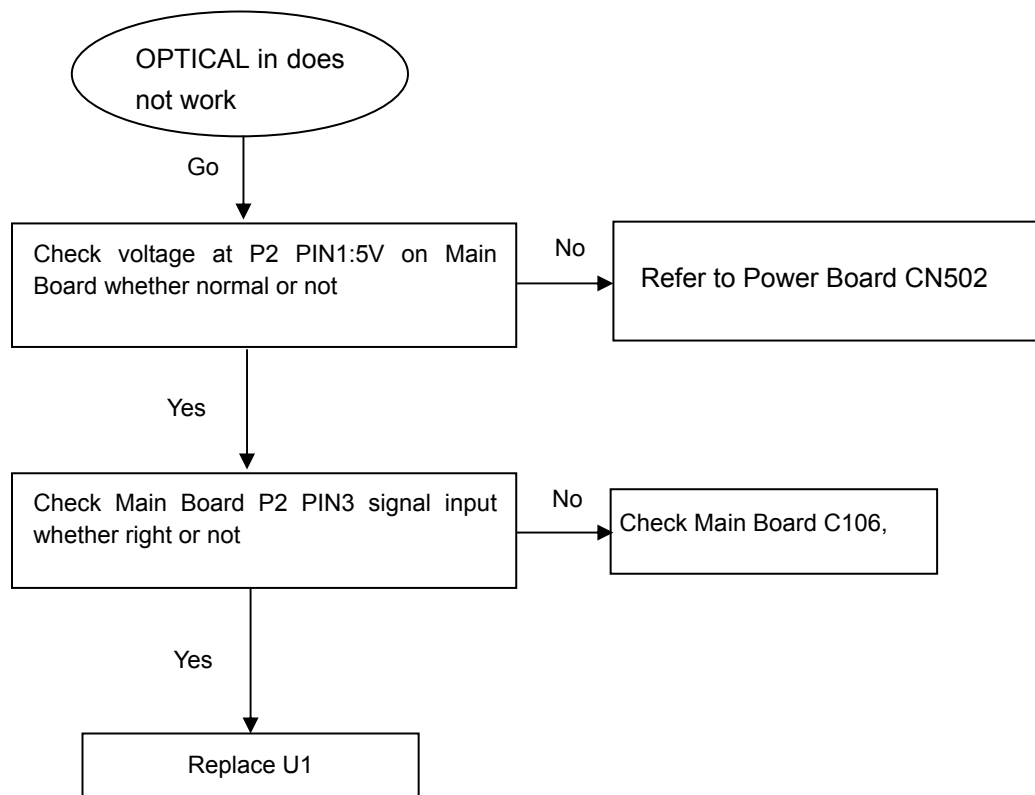 OPTICAL in does
not work
Go
Check voltage at P2 PIN1:5V on Main
Board whether normal or not
No
Refer to Power Board CN502
Yes
Check Main Board P2 PIN3 signal input
whether right or not
No
Check Main Board C106,
Yes
Replace U1